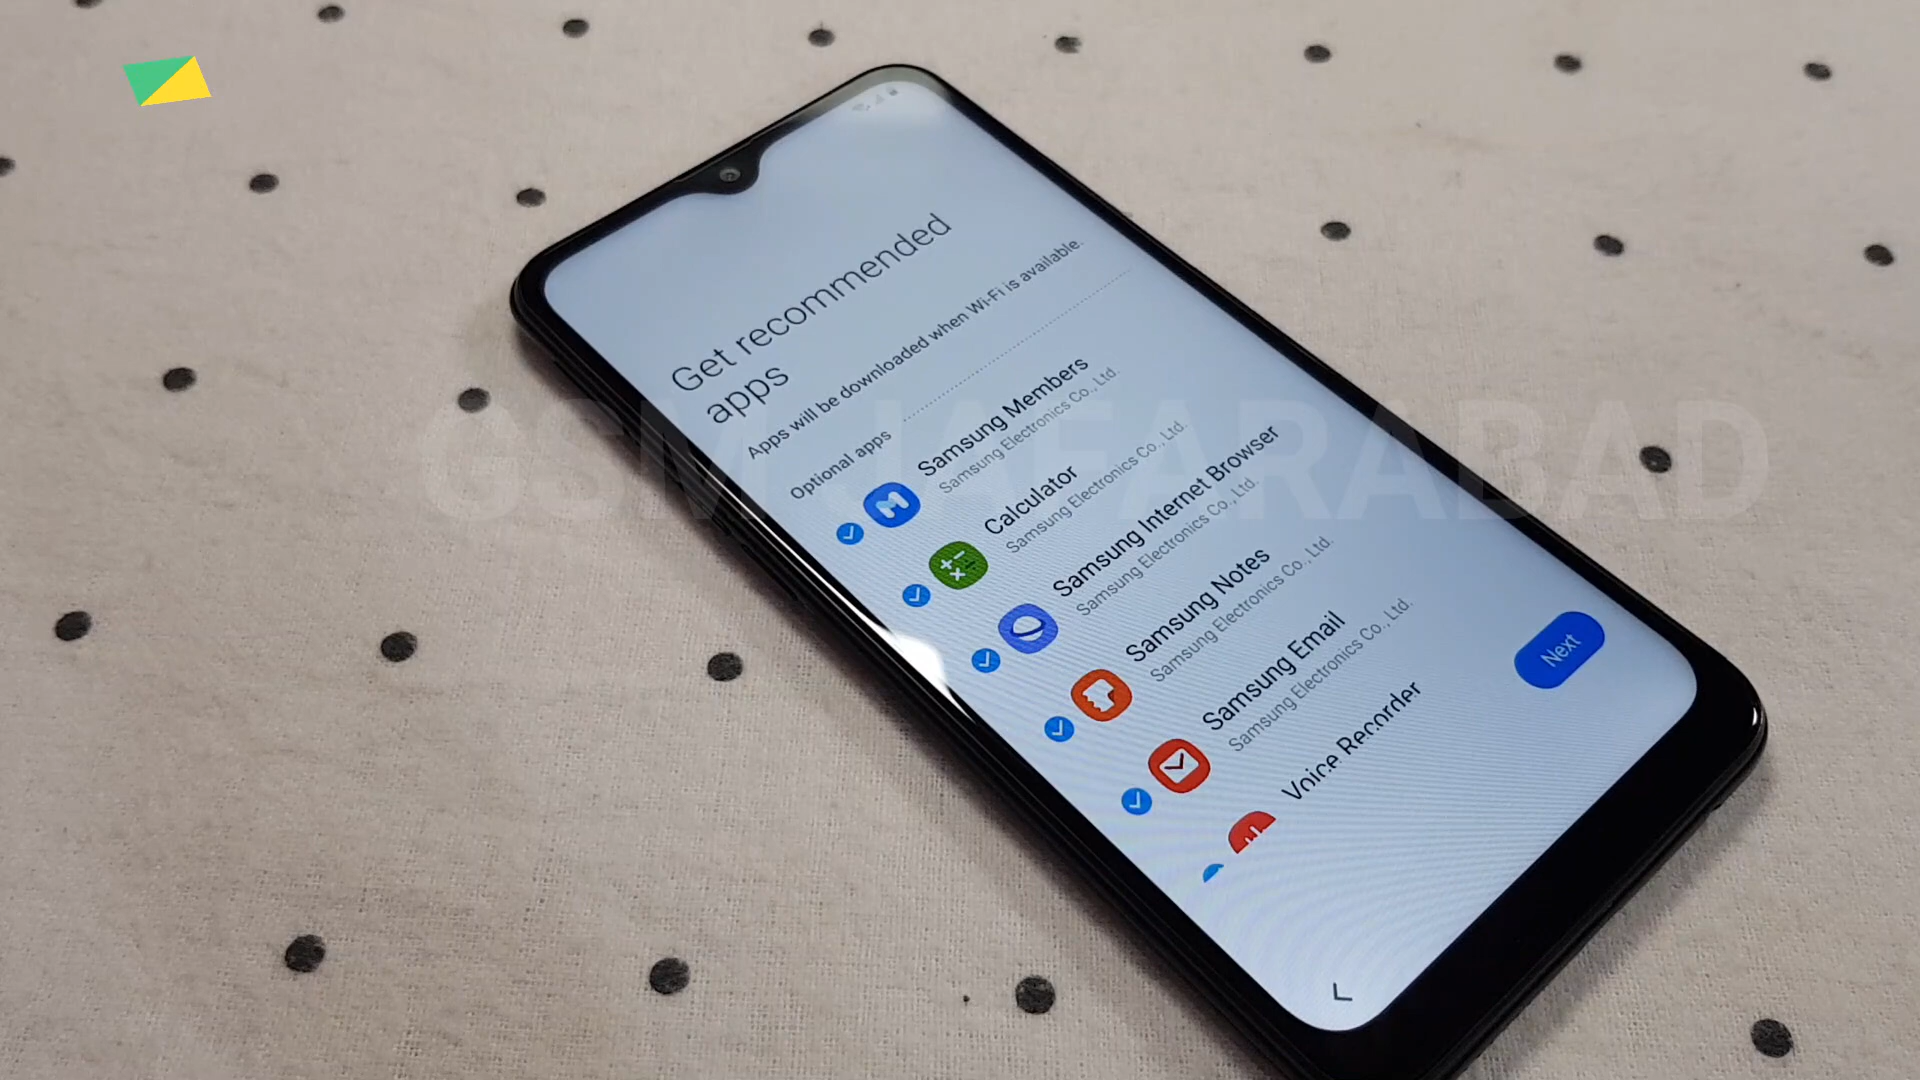 Get recommended
apps
Apps will be downloaded when Wi-Fi is available.
Optional apps
Samsung Members
Samsung Electronics Co., Ltd.
Calculator
Samsung Electronics Co., Ltd.
Samsung Internet Browser
Samsung Electronics Co., Ltd.
Samsung Notes
Samsung Electronics Co., Ltd.
Samsung Email
Samsung Electronics Co., Ltd.
Voice Recorder
Next
GSM JAFARABAD